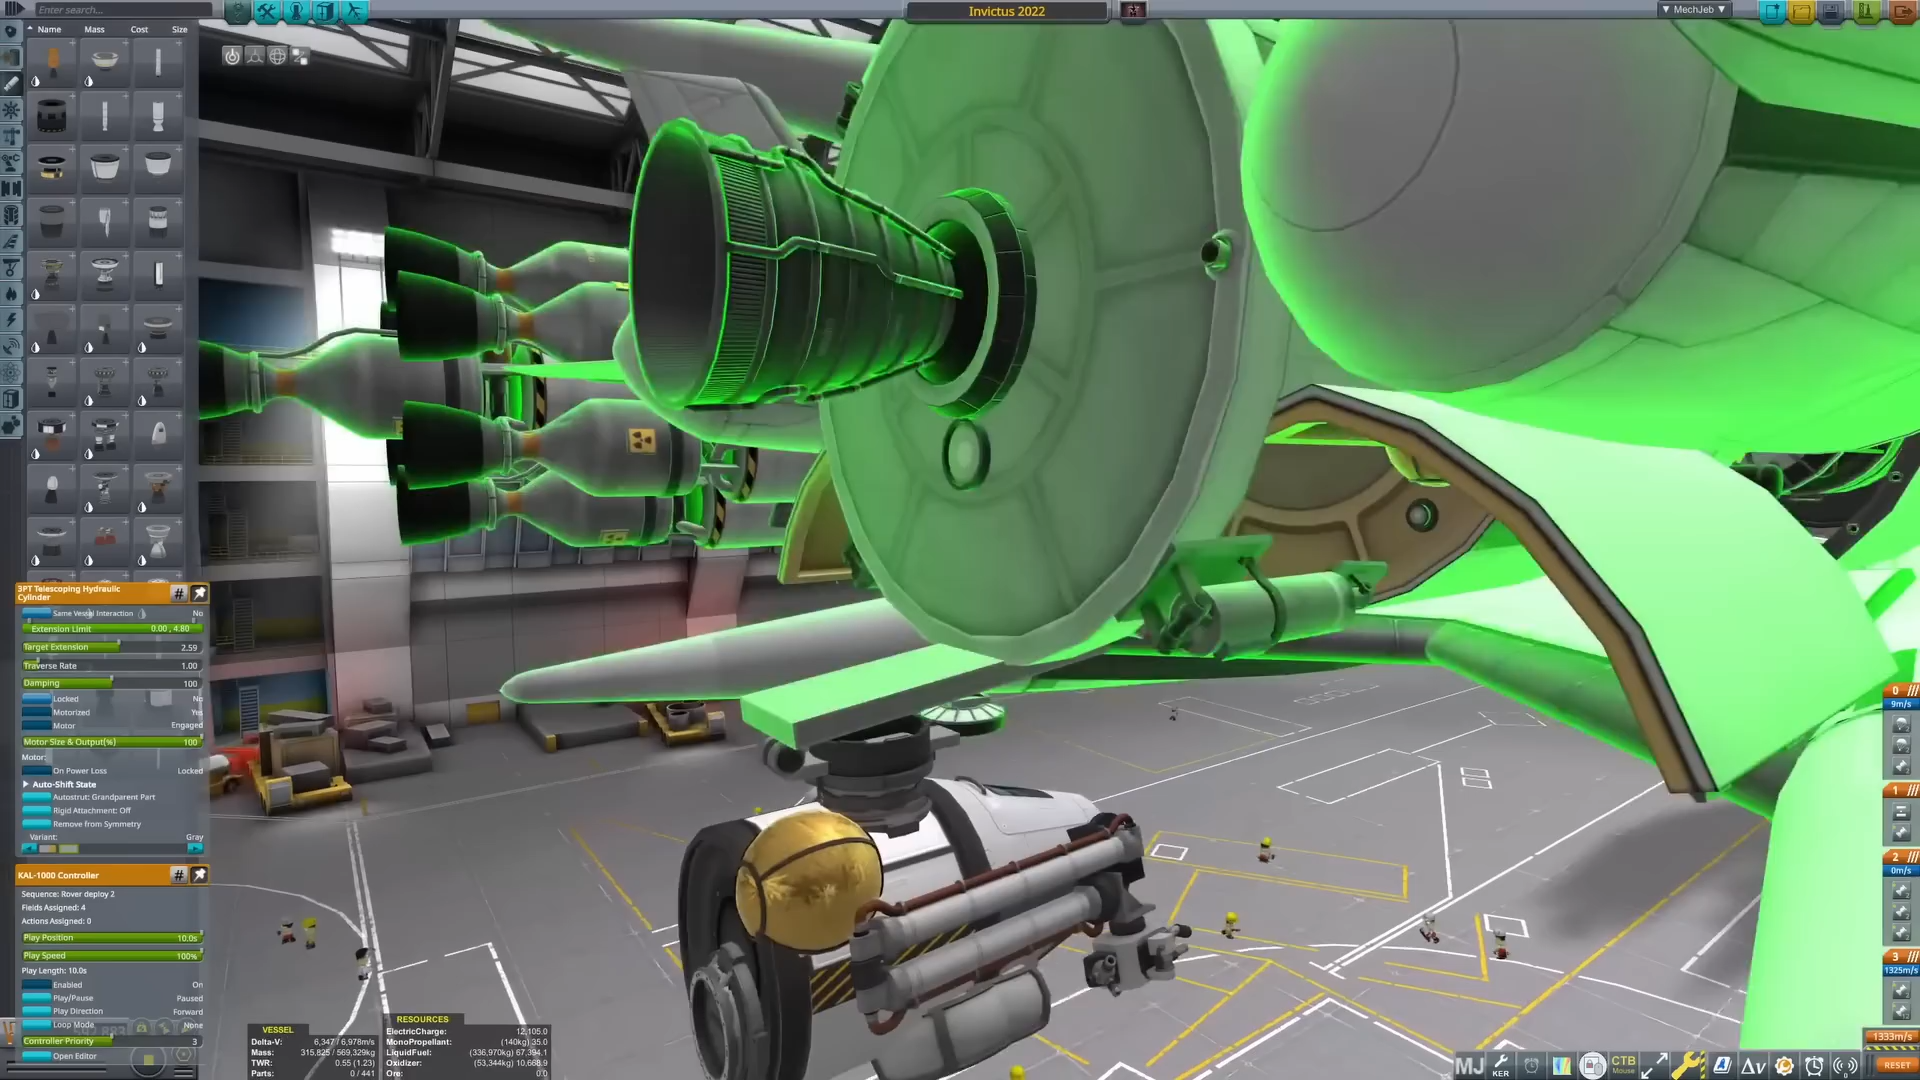 Enter search...
Invictus 2022
▼ MechJeb ▼
Name Mass Cost Size
3PT Telescoping Hydraulic
Cylinder
#
Same Vessel Interaction No
Extension Limit 0.00 , 4.80
Target Extension 2.59
Traverse Rate 1.00
Damping 100
Locked No
Motorized Yes
Motor Engaged
Motor Size & Output(%) 100
Motor:
On Power Loss Locked
Auto-Shift State
Autostrut: Grandparent Part
Rigid Attachment: Off
Remove from Symmetry
Variant: Gray
KAL-1000 Controller #
Sequence: Rover deploy 2
Fields Assigned: 4
Actions Assigned: 0
Play Position 10.0s
Play Speed 100%
Play Length: 10.0s
Enabled On
Play/Pause Paused
Play Direction Forward
Loop Mode None
Controller Priority 3
Open Editor
VESSEL
Delta-V: 6,347 / 6,978m/s
Mass: 315,825 / 569,329kg
TWR: 0.55 (1.23)
Parts: 0 / 441
RESOURCES
ElectricCharge: 12,105.0
MonoPropellant: (140kg) 35.0
LiquidFuel: (336,970kg) 67,394.1
Oxidizer: (53,344kg) 10,668.9
Ore: 0.0
0
9m/s
1
2
0m/s
3
1325m/s
1333m/s
MJ KER CTB Mouse Δv RESET